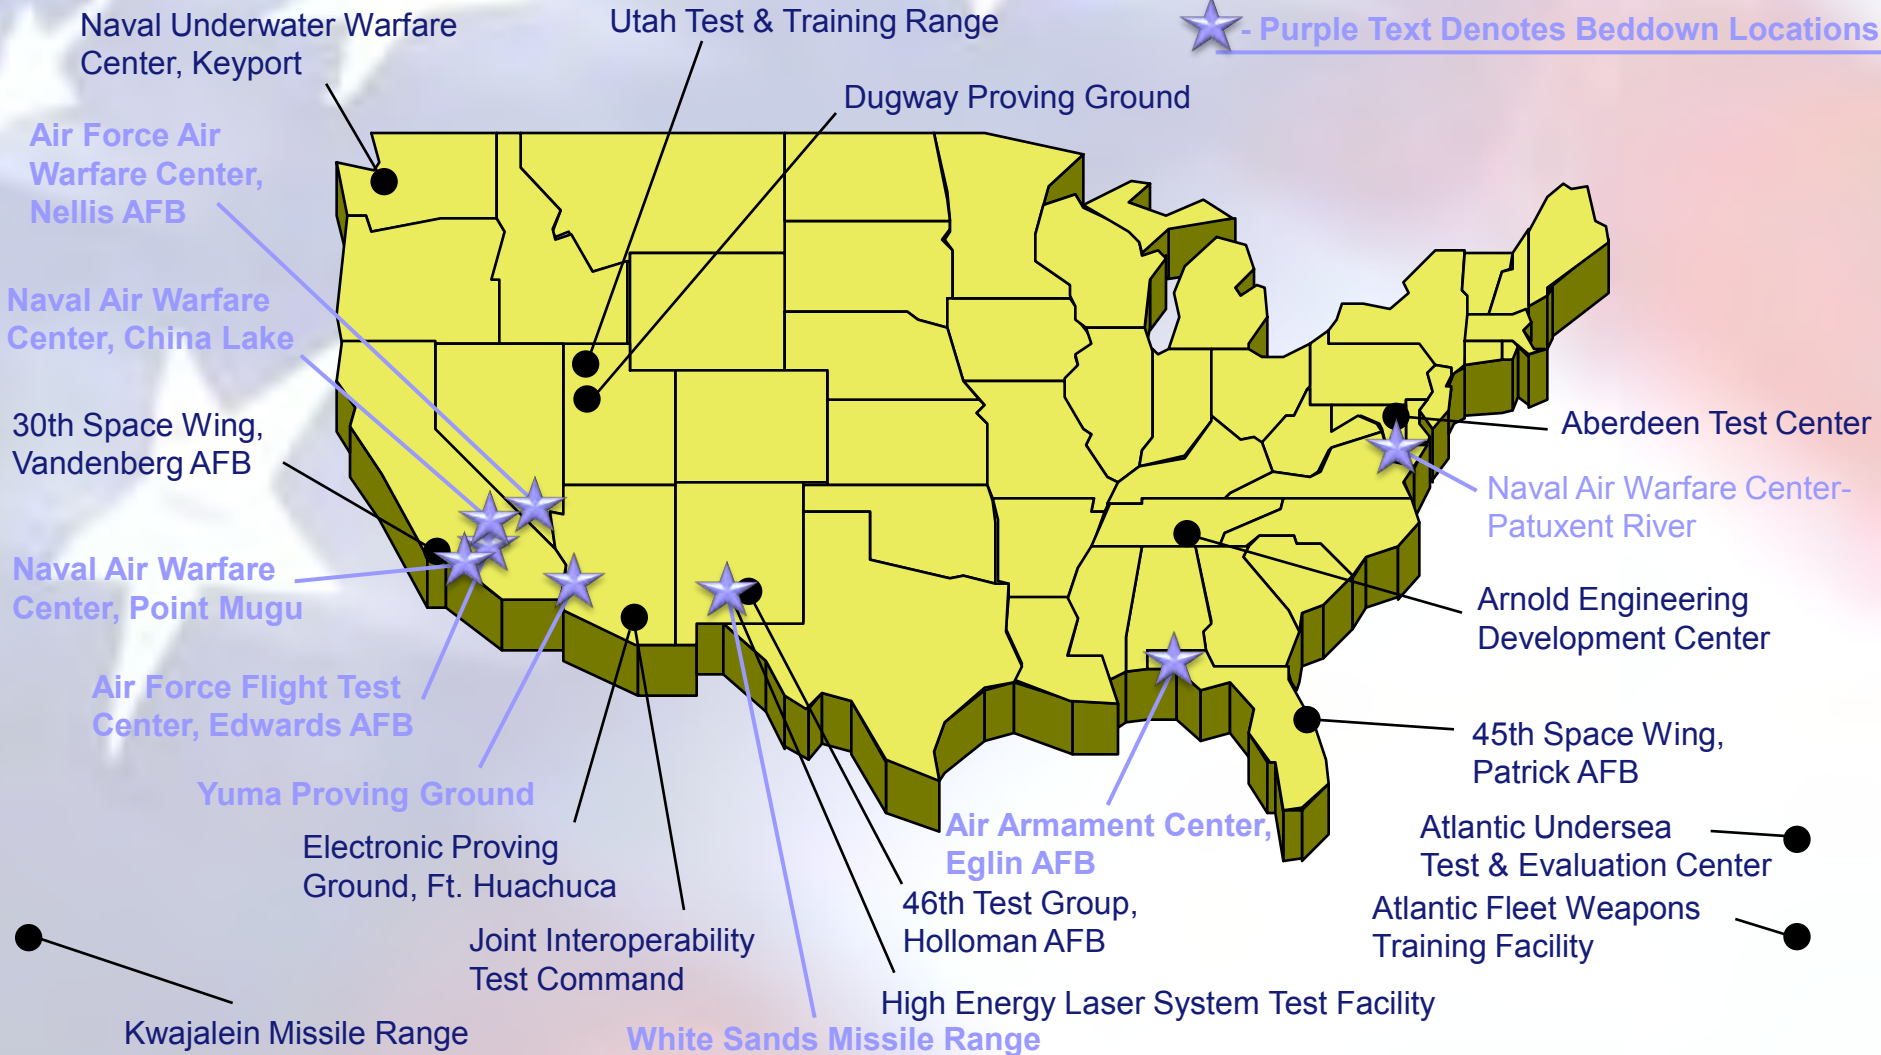 Naval Underwater Warfare
Center, Keyport
Utah Test & Training Range
- Purple Text Denotes Beddown Locations
Dugway Proving Ground
Air Force Air
Warfare Center,
Nellis AFB
Naval Air Warfare
Center, China Lake
30th Space Wing,
Vandenberg AFB
Aberdeen Test Center
Naval Air Warfare Center-
Patuxent River
Naval Air Warfare
Center, Point Mugu
Arnold Engineering
Development Center
Air Force Flight Test
Center, Edwards AFB
45th Space Wing,
Patrick AFB
Yuma Proving Ground
Air Armament Center,
Eglin AFB
Atlantic Undersea
Test & Evaluation Center
Electronic Proving
Ground, Ft. Huachuca
46th Test Group,
Holloman AFB
Atlantic Fleet Weapons
Training Facility
Joint Interoperability
Test Command
High Energy Laser System Test Facility
Kwajalein Missile Range
White Sands Missile Range